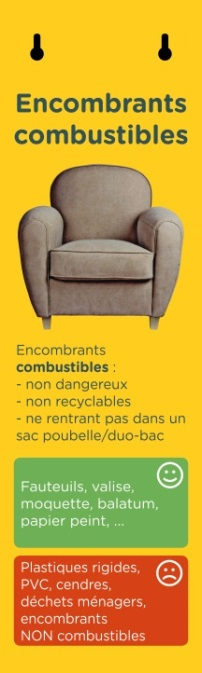 Encombrants
combustibles
Encombrants
combustibles :
- non dangereux
- non recyclables
- ne rentrant pas dans un
sac poubelle/duo-bac
Fauteuils, valise,
moquette, balatum,
papier peint, ...
Plastiques rigides,
PVC, cendres,
déchets ménagers,
encombrants
NON combustibles